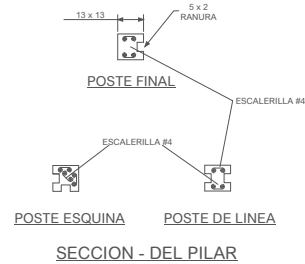 5 x 2
13 x 13
RANURA
POSTE FINAL
ESCALERILLA #4
ESCALERILLA #4
POSTE ESQUINA
POSTE DE LINEA
SECCION - DEL PILAR